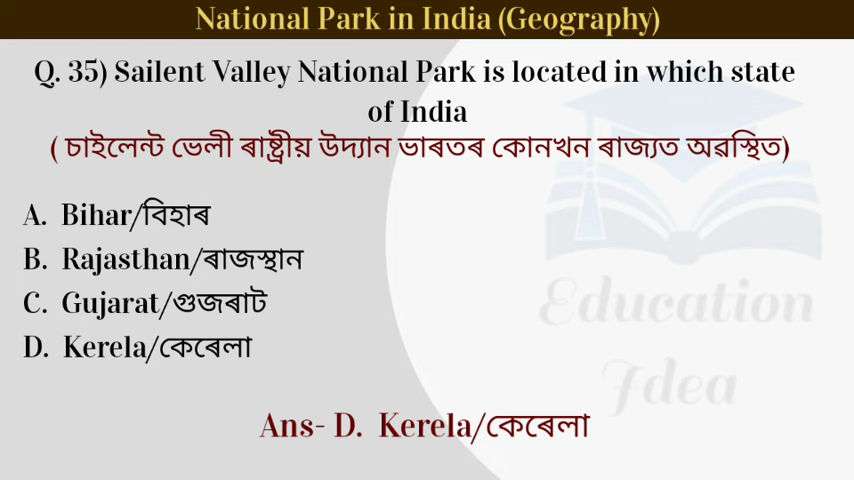 National Park in India (Geography)
Q. 35) Sailent Valley National Park is located in which state
of India
( চাইলেন্ট ভেলী ৰাষ্ট্ৰীয় উদ্যান ভাৰতৰ কোনখন ৰাজ্যত অৱস্থিত)
A. Bihar/বিহাৰ
B. Rajasthan/ৰাজস্থান
C. Gujarat/গুজৰাট
D. Kerela/কেৰেলা
Education
Idea
Ans- D. Kerela/কেৰেলা